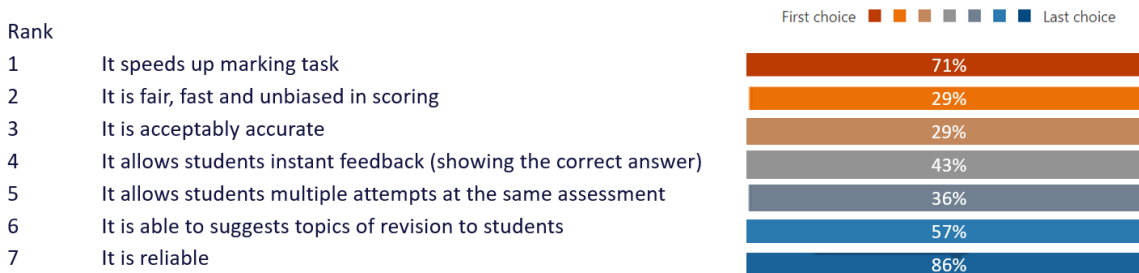 First choice Last choice
Rank
1 It speeds up marking task 71%
2 It is fair, fast and unbiased in scoring 29%
3 It is acceptably accurate 29%
4 It allows students instant feedback (showing the correct answer) 43%
5 It allows students multiple attempts at the same assessment 36%
6 It is able to suggests topics of revision to students 57%
7 It is reliable 86%